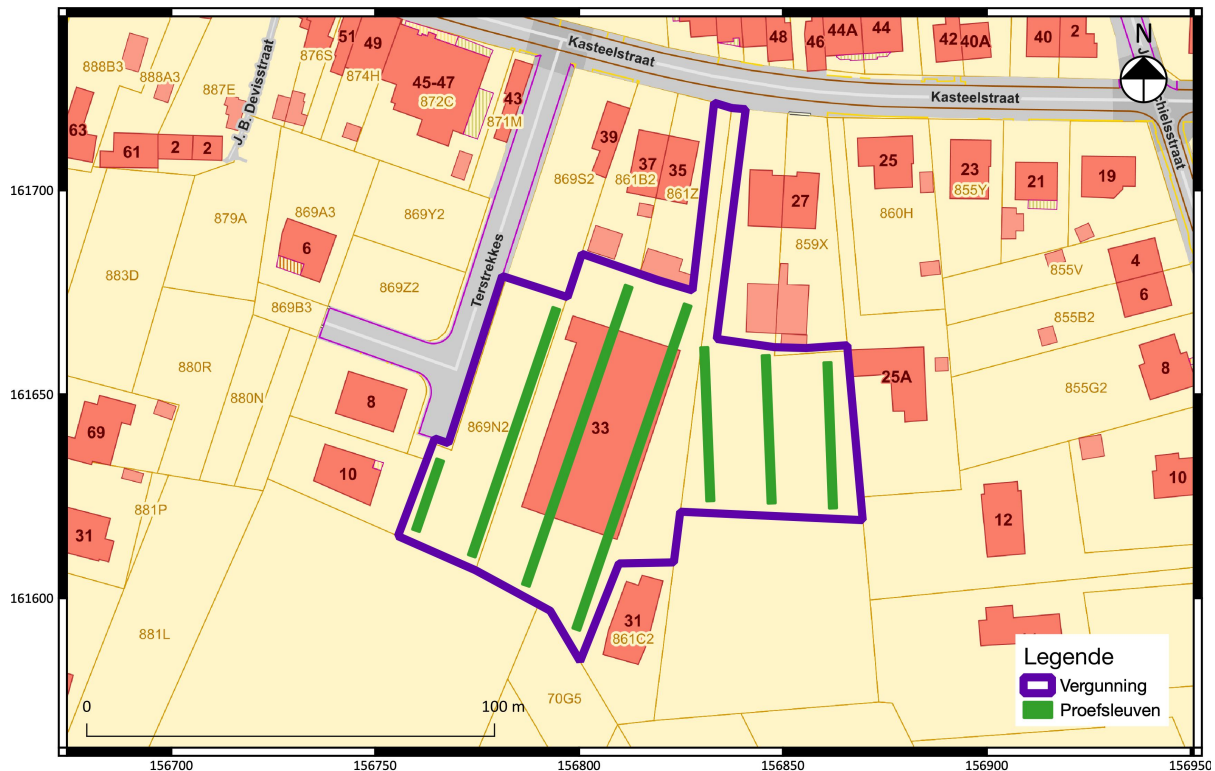 Kasteelstraat
N
51
49
48
46
44A
44
42
40A
40
2
888B3
888A3
876S
874H
45-47
872C
43
871M
887E
J. B. Devisstraat
Kasteelstraat
63
61
2
2
39
37
35
869S2
861B2
861Z
25
23
855Y
21
19
161700
879A
869A3
869Y2
6
27
859X
860H
Terstrekkes
883D
869Z2
869B3
855V
4
6
855B2
880R
880N
8
25A
8
855G2
161650
69
869N2
33
10
10
881P
31
12
161600
31
861C2
881L
70G5
Legende
Vergunning
Proefsleuven
0
100 m
156700
156750
156800
156850
156900
156950